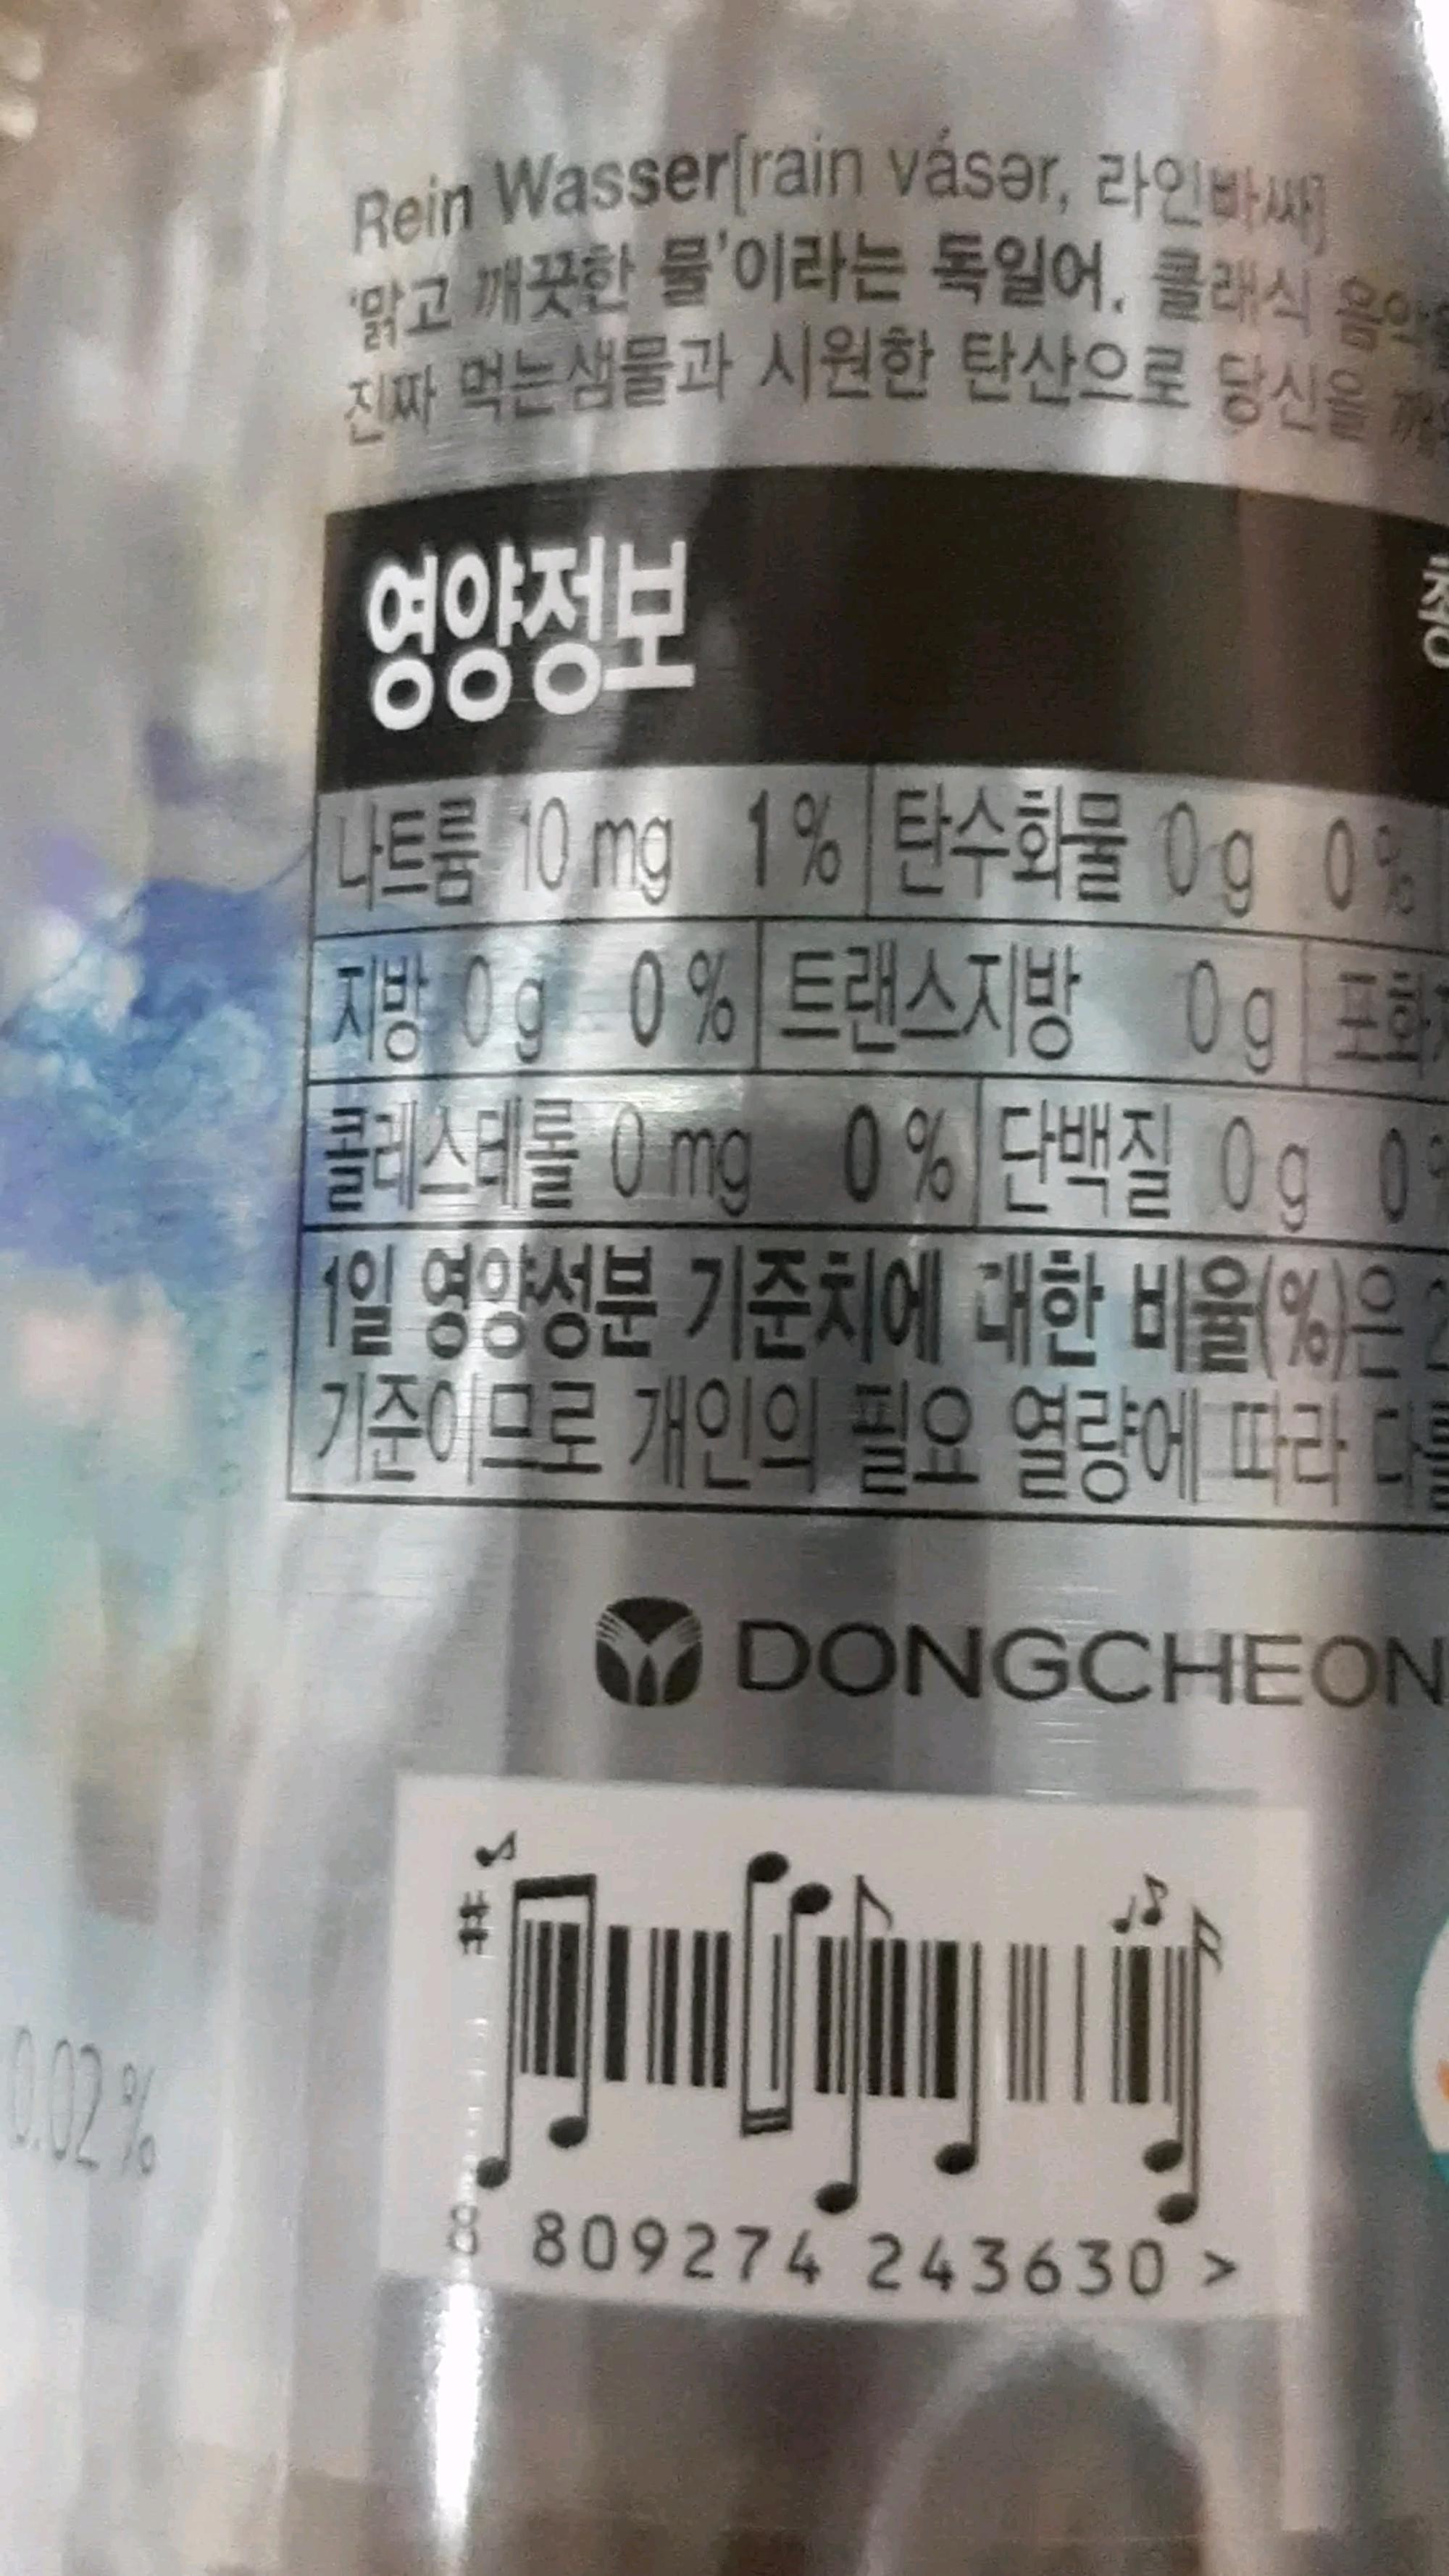 Rein Wasser[rain vásər, 라인바쎄]
'맑고 깨끗한 물'이라는 독일어. 클래식
진짜 먹는샘물과 시원한 탄산으로 당신을
영양정보
나트륨 10 mg 1 % 탄수화물 0 g 0 %
지방 0 g 0 % 트랜스지방 0 g
콜레스테롤 0 mg 0 % 단백질 0 g 0
1일 영양성분 기준치에 대한 비율(%)은
기준이므로 개인의 필요 열량에 따라
DONGCHEON
0.02 %
8 809274 243630 >